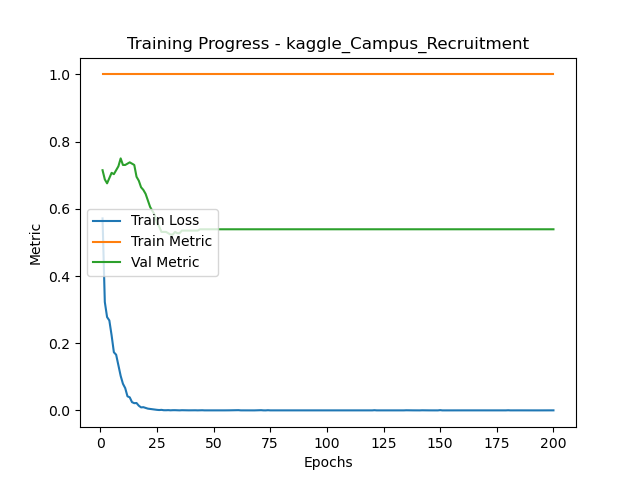 Training Progress - kaggle_Campus_Recruitment
1.0
0.8
0.6
0.4
0.2
0.0
Metric
Train Loss
Train Metric
Val Metric
0
25
50
75
100
125
150
175
200
Epochs